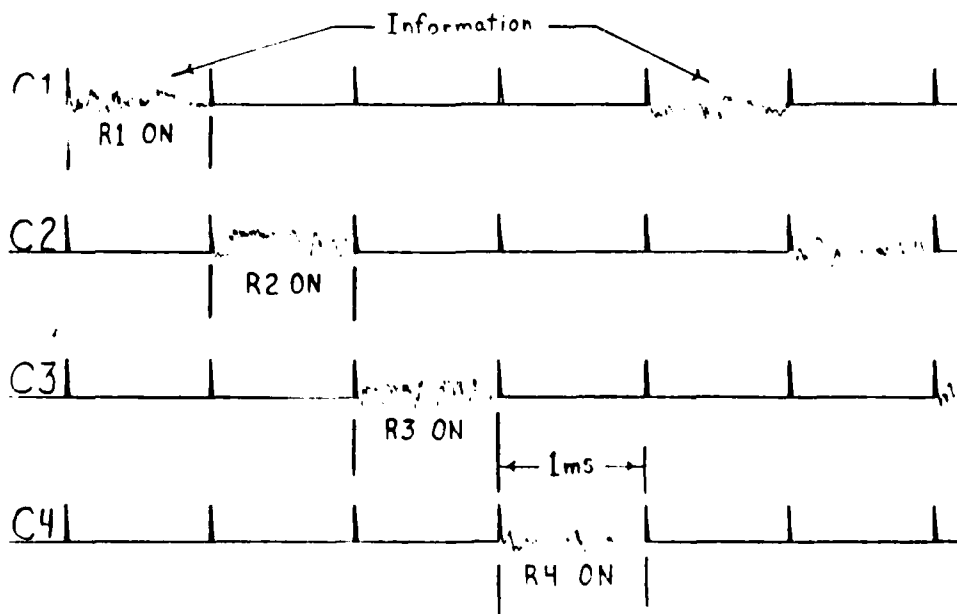 Information
C1
R1 ON
C2
R2 ON
C3
R3 ON
1ms
C4
R4 ON